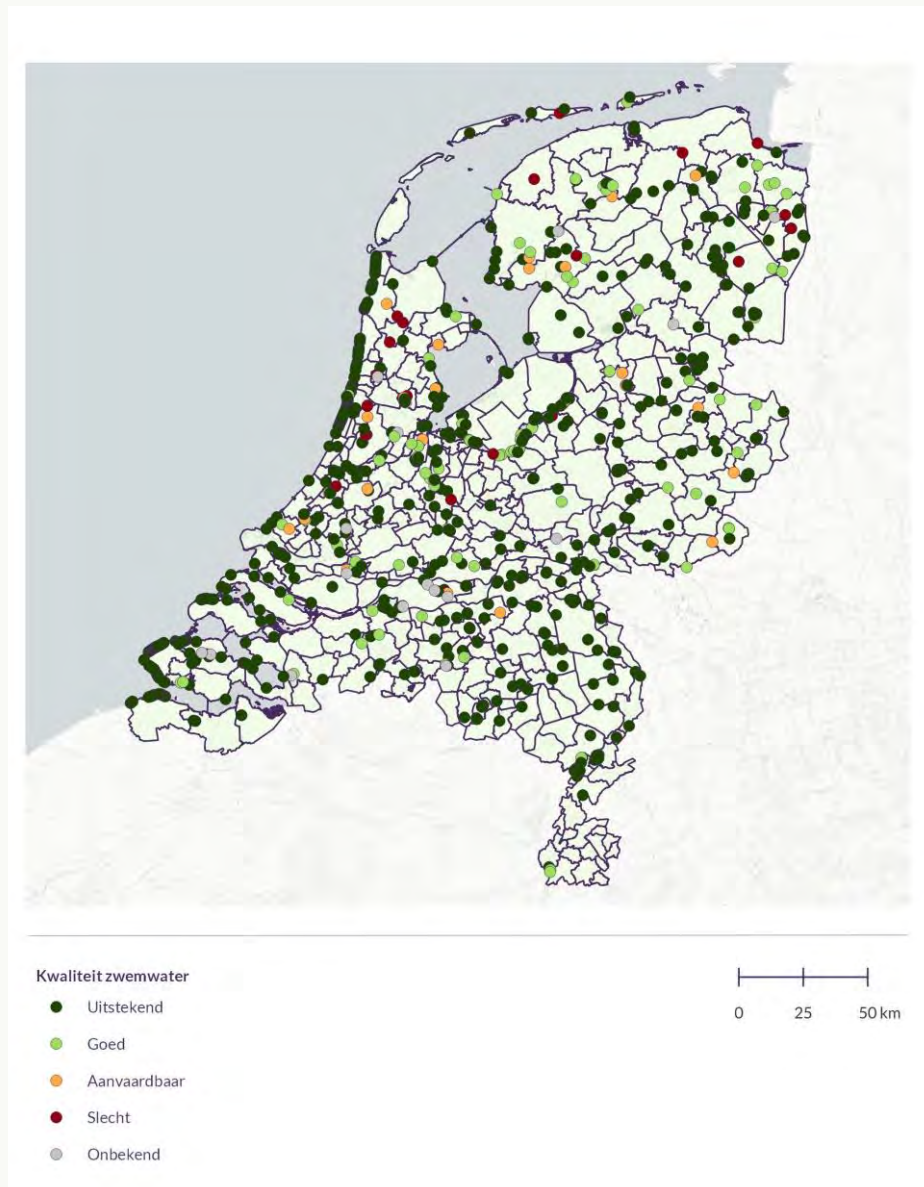 Kwaliteit zwemwater
Uitstekend
Goed
Aanvaardbaar
Slecht
Onbekend
0 25 50 km